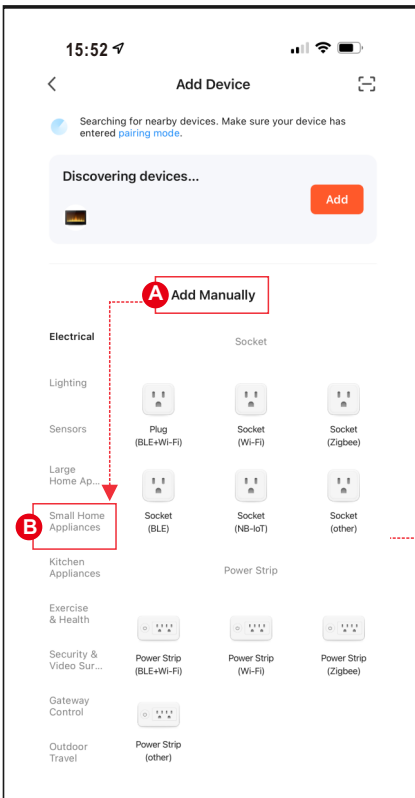 15:52
Add Device
Searching for nearby devices. Make sure your device has
entered pairing mode.
Discovering devices...
Add
A
Add Manually
Electrical
Socket
Lighting
Sensors
Plug
(BLE+Wi-Fi)
Socket
(Wi-Fi)
Socket
(Zigbee)
Large
Home Ap...
B
Small Home
Appliances
Socket
(BLE)
Socket
(NB-IoT)
Socket
(other)
Kitchen
Appliances
Power Strip
Exercise
& Health
Security &
Video Sur...
Power Strip
(BLE+Wi-Fi)
Power Strip
(Wi-Fi)
Power Strip
(Zigbee)
Gateway
Control
Outdoor
Travel
Power Strip
(other)